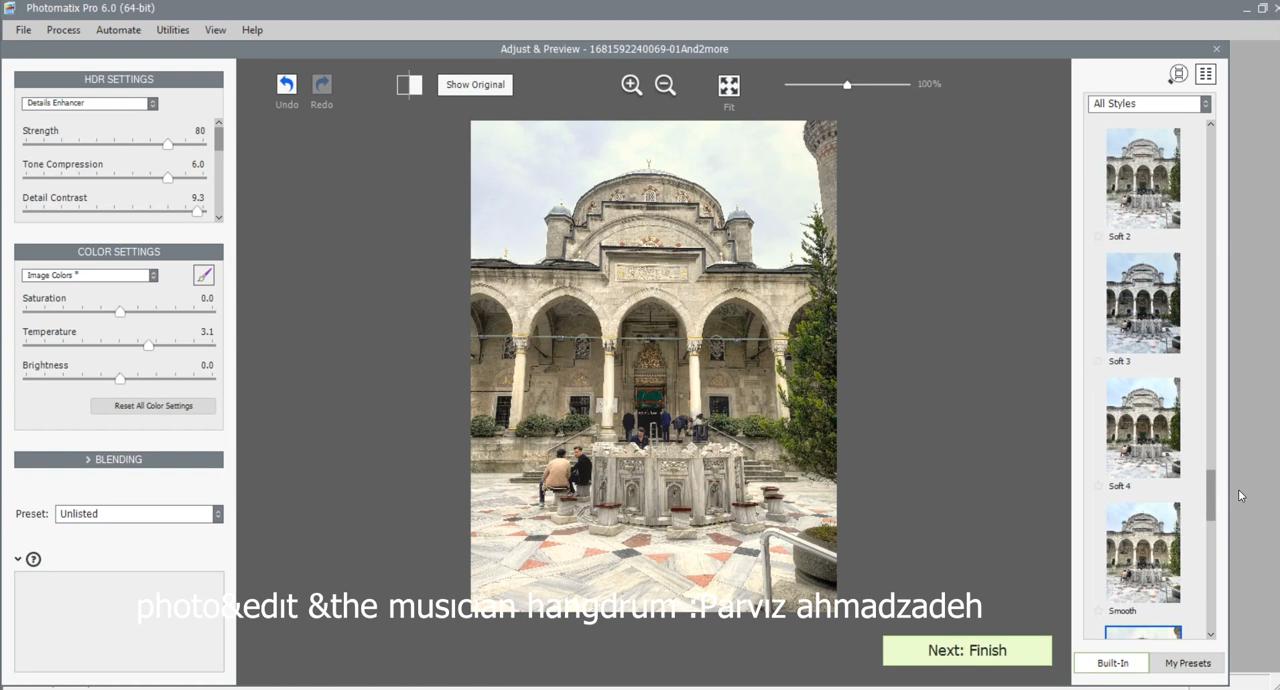 Photomatix Pro 6.0 (64-bit)
File Process Automate Utilities View Help
Adjust & Preview - 1681592240069-01And2more
HDR SETTINGS
Details Enhancer
Strength 80
Tone Compression 6.0
Detail Contrast 9.3
COLOR SETTINGS
Image Colors *
Saturation 0.0
Temperature 3.1
Brightness 0.0
Reset All Color Settings
BLENDING
Preset: Unlisted
Undo Redo
Show Original
Fit
100%
All Styles
Soft 2
Soft 3
Soft 4
Smooth
photo&edıt &the musıcian hangdrum :Parvız ahmadzadeh
Next: Finish
Built-In My Presets